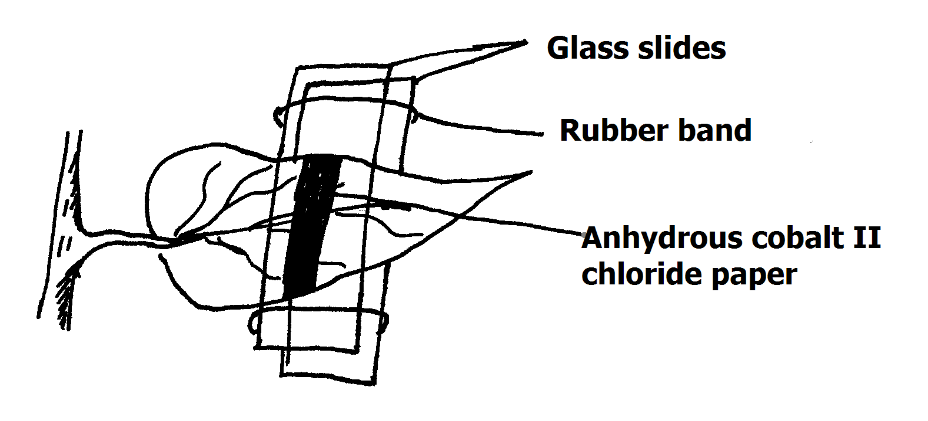 Glass slides
Rubber band
Anhydrous cobalt II
chloride paper